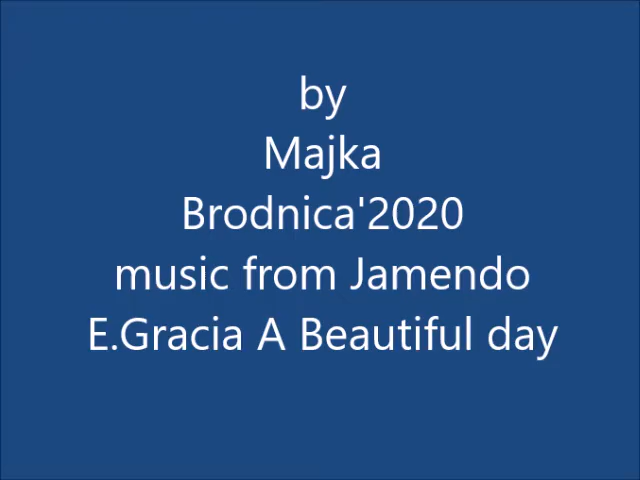 by
Majka
Brodnica'2020
music from Jamendo
E.Gracia A Beautiful day